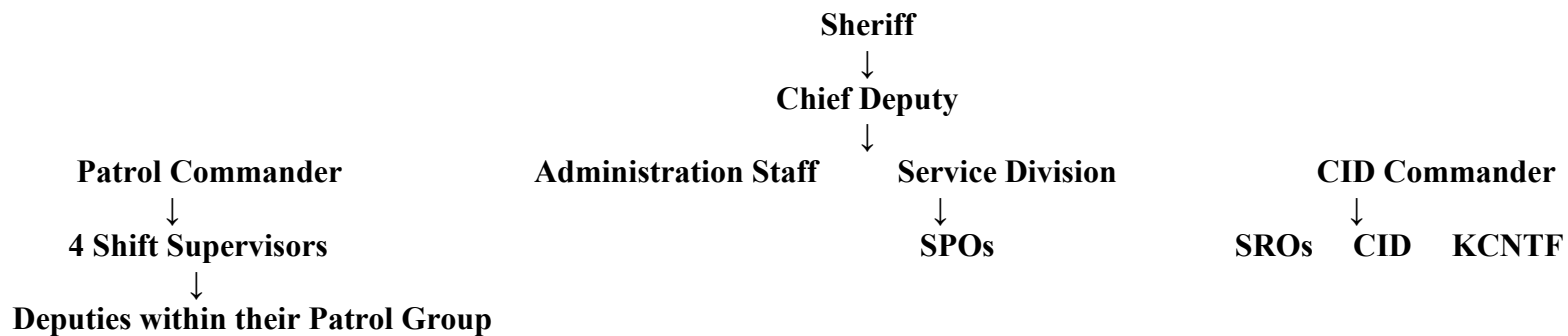 Sheriff
↓
Chief Deputy
↓
Patrol Commander Administration Staff Service Division CID Commander
↓ ↓ ↓
4 Shift Supervisors SPOs SROs CID KCNTF
↓
Deputies within their Patrol Group